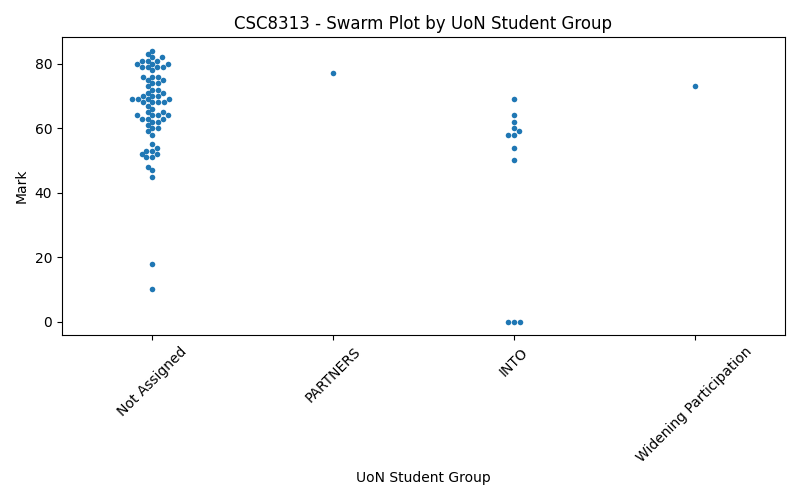 CSC8313 - Swarm Plot by UoN Student Group
Mark
80
60
40
20
0
Not Assigned
PARTNERS
INTO
Widening Participation
UoN Student Group